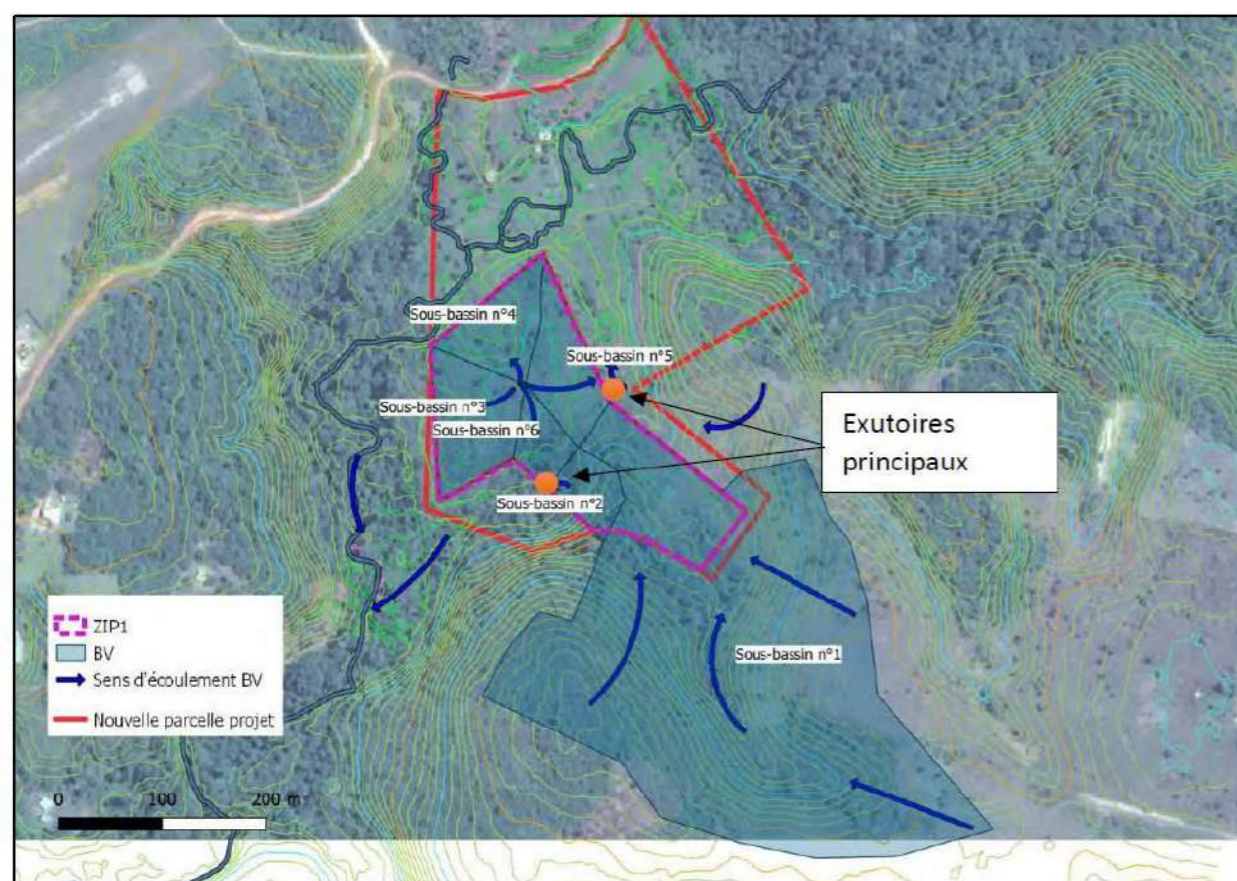 Sous-bassin n°4
Sous-bassin n°5
Sous-bassin n°3
Sous-bassin n°6
Exutoires
principaux
Sous-bassin n°2
Sous-bassin n°1
ZIP1
BV
Sens d'écoulement BV
Nouvelle parcelle projet
0 100 200 m